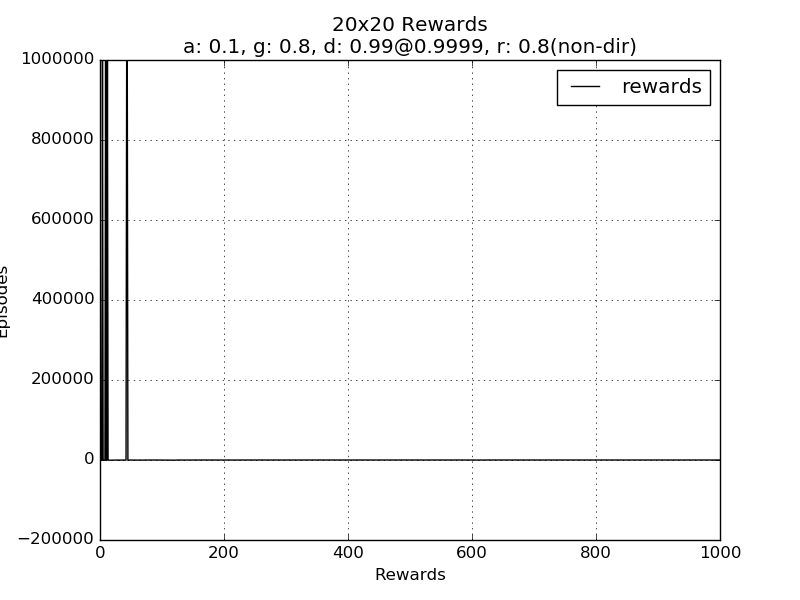 20x20 Rewards
a: 0.1, g: 0.8, d: 0.99@0.9999, r: 0.8(non-dir)
rewards
1000000
800000
600000
400000
200000
0
−200000
Episodes
0 200 400 600 800 1000
Rewards